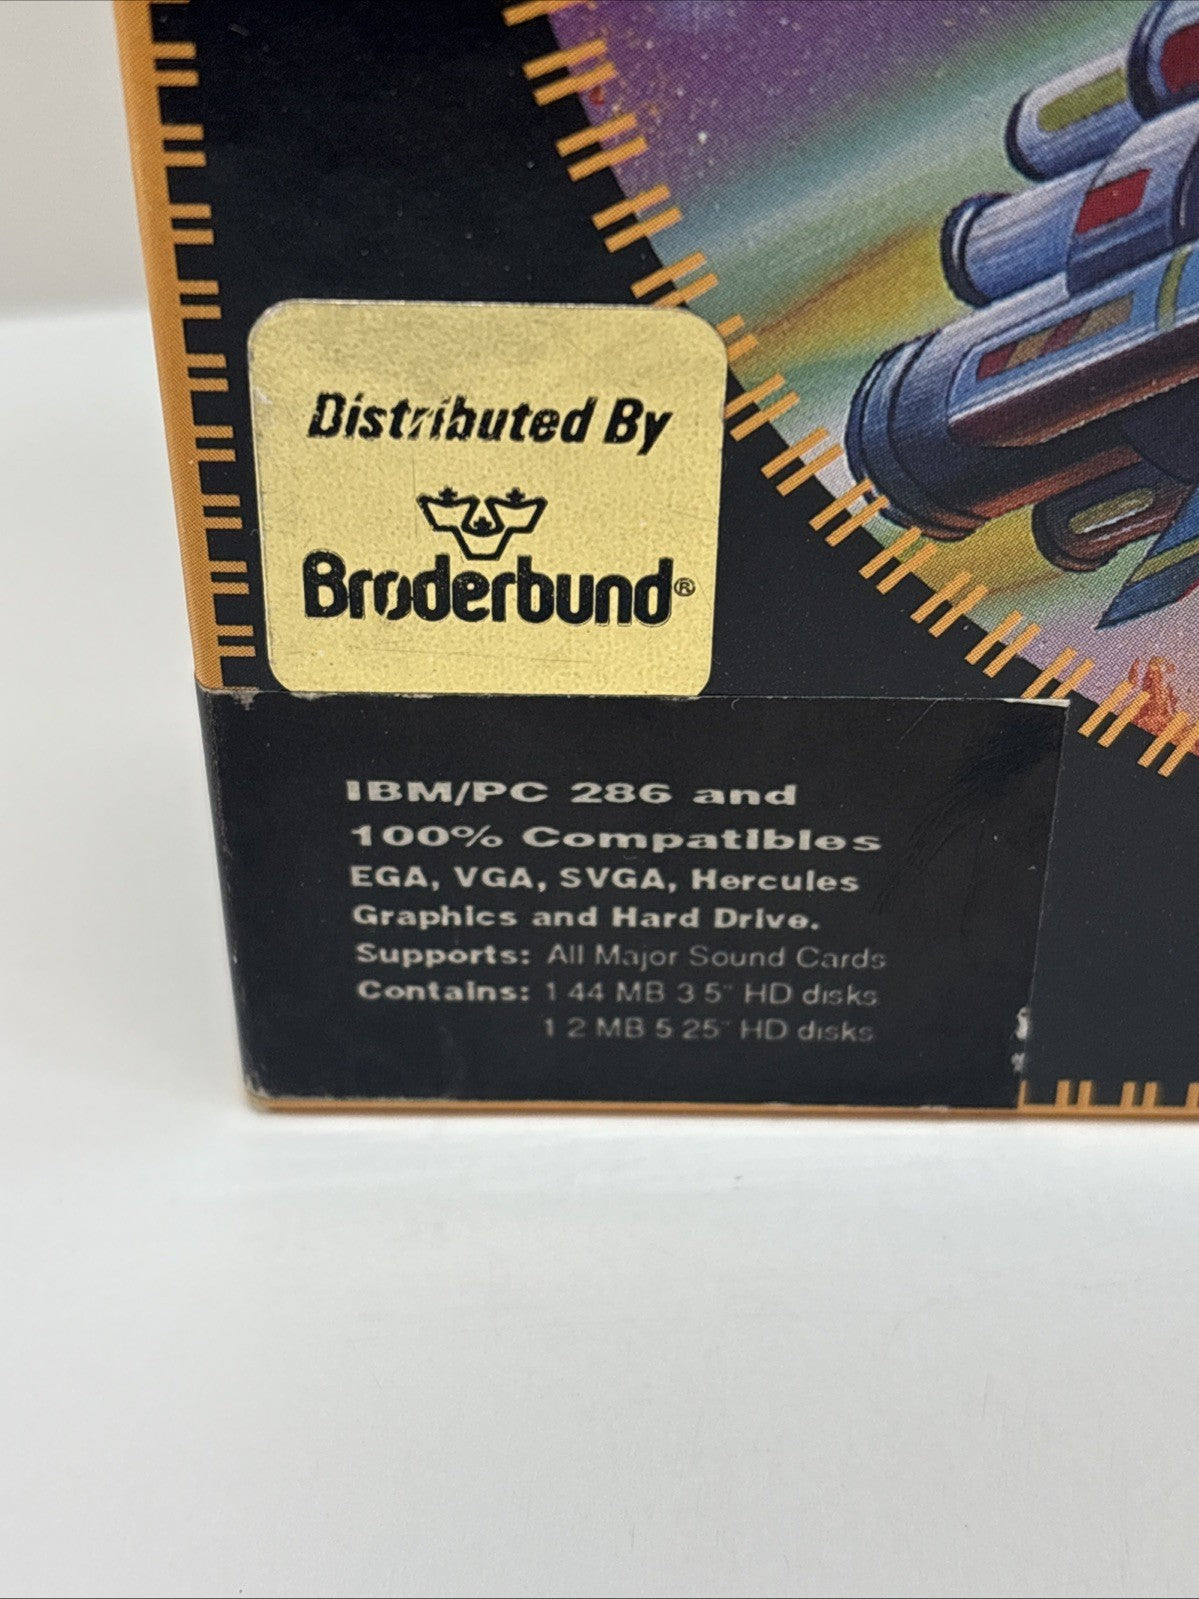 Distributed By
Brøderbund®
IBM/PC 286 and
100% Compatibles
EGA, VGA, SVGA, Hercules
Graphics and Hard Drive.
Supports: All Major Sound Cards
Contains: 1 44 MB 3 5" HD disks
1 2 MB 5 25" HD disks